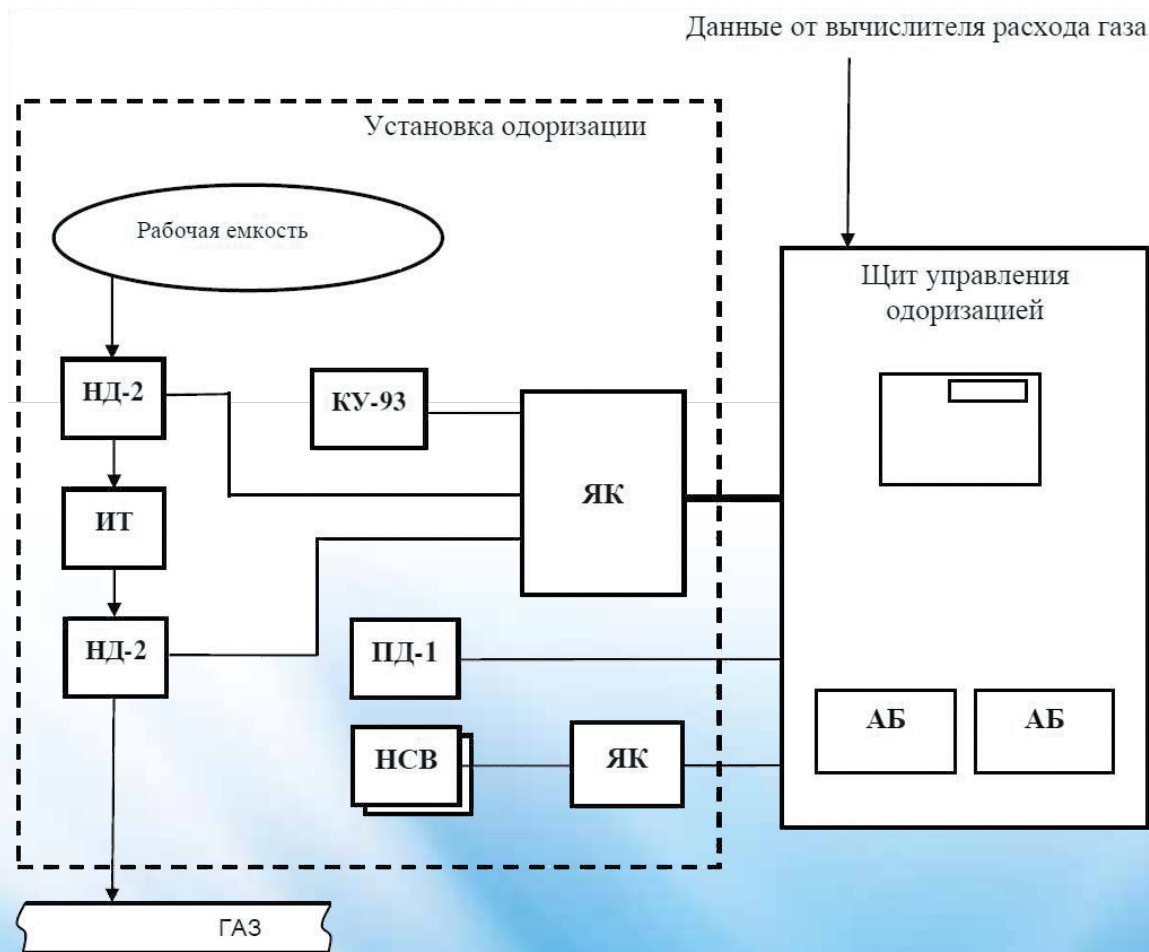 Данные от вычислителя расхода газа
Установка одоризации
Рабочая емкость
Щит управления
одоризацией
НД-2
КУ-93
ЯК
ИТ
НД-2
ПД-1
НСВ
ЯК
АБ
АБ
ГАЗ